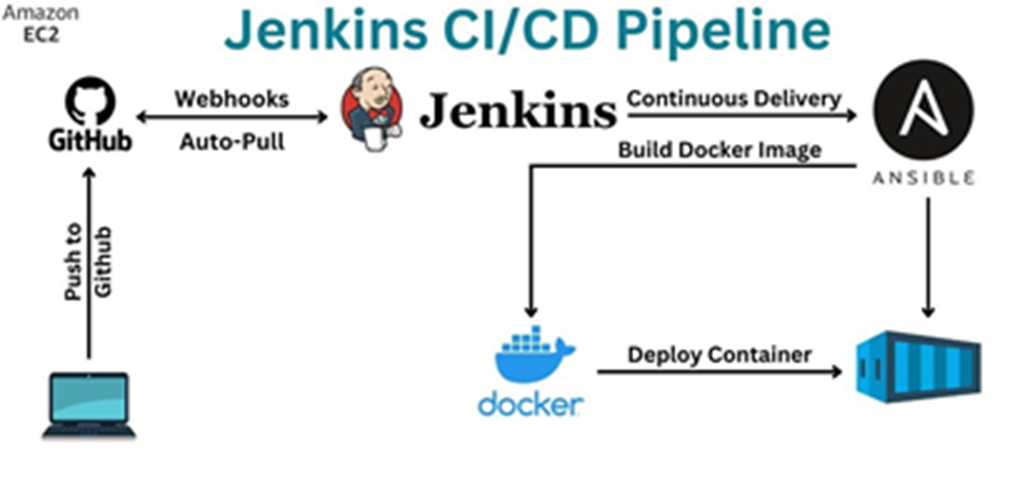 Amazon
EC2
Jenkins CI/CD Pipeline
GitHub
Webhooks
Auto-Pull
Jenkins
Continuous Delivery
Build Docker Image
ANSIBLE
Push to
Github
docker
Deploy Container